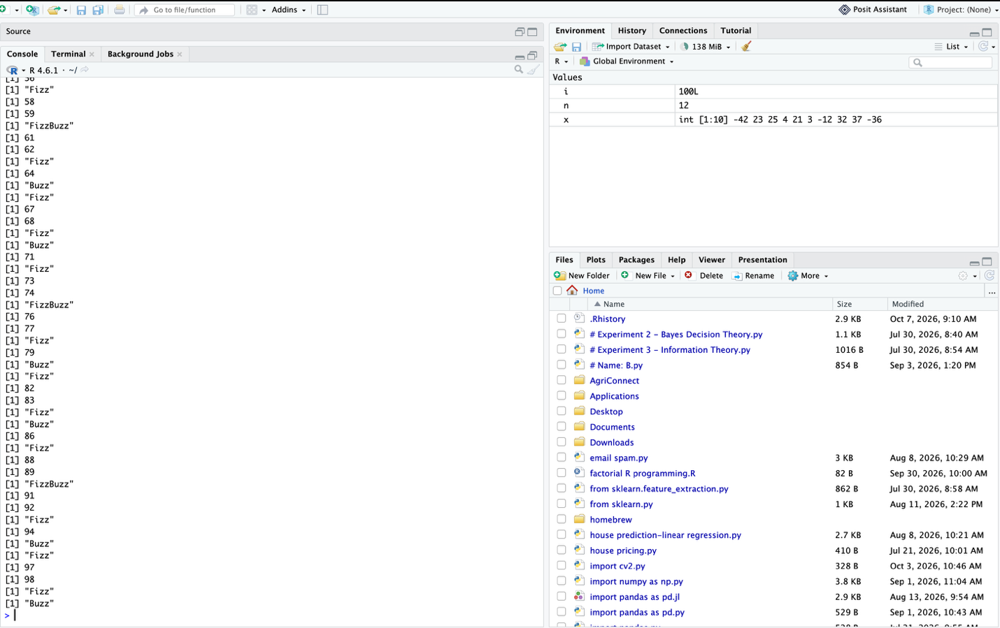 Go to file/function
Addins
Posit Assistant
Project: (None)
Source
Console
Terminal
Background Jobs
R 4.6.1 · ~/
[1] 56
[1] "Fizz"
[1] 58
[1] 59
[1] "FizzBuzz"
[1] 61
[1] 62
[1] "Fizz"
[1] 64
[1] "Buzz"
[1] "Fizz"
[1] 67
[1] 68
[1] "Fizz"
[1] "Buzz"
[1] 71
[1] "Fizz"
[1] 73
[1] 74
[1] "FizzBuzz"
[1] 76
[1] 77
[1] "Fizz"
[1] 79
[1] "Buzz"
[1] "Fizz"
[1] 82
[1] 83
[1] "Fizz"
[1] "Buzz"
[1] 86
[1] "Fizz"
[1] 88
[1] 89
[1] "FizzBuzz"
[1] 91
[1] 92
[1] "Fizz"
[1] 94
[1] "Buzz"
[1] "Fizz"
[1] 97
[1] 98
[1] "Fizz"
[1] "Buzz"
>
Environment
History
Connections
Tutorial
Import Dataset
138 MiB
List
R
Global Environment
Values
i 100L
n 12
x int [1:10] -42 23 25 4 21 3 -12 32 37 -36
Files
Plots
Packages
Help
Viewer
Presentation
New Folder
New File
Delete
Rename
More
Home
...
Name Size Modified
.Rhistory 2.9 KB Oct 7, 2026, 9:10 AM
# Experiment 2 - Bayes Decision Theory.py 1.1 KB Jul 30, 2026, 8:40 AM
# Experiment 3 - Information Theory.py 1016 B Jul 30, 2026, 8:54 AM
# Name: B.py 854 B Sep 3, 2026, 1:20 PM
AgriConnect
Applications
Desktop
Documents
Downloads
email spam.py 3 KB Aug 8, 2026, 10:29 AM
factorial R programming.R 82 B Sep 30, 2026, 10:00 AM
from sklearn.feature_extraction.py 862 B Jul 30, 2026, 8:58 AM
from sklearn.py 1 KB Aug 11, 2026, 2:22 PM
homebrew
house prediction-linear regression.py 2.7 KB Aug 8, 2026, 10:21 AM
house pricing.py 410 B Jul 21, 2026, 10:01 AM
import cv2.py 328 B Oct 3, 2026, 10:46 AM
import numpy as np.py 3.8 KB Sep 1, 2026, 11:04 AM
import pandas as pd.jl 2.9 KB Aug 13, 2026, 9:54 AM
import pandas as pd.py 529 B Sep 1, 2026, 10:43 AM